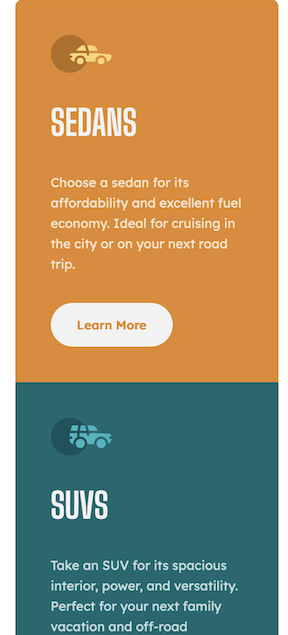 SEDANS
Choose a sedan for its
affordability and excellent fuel
economy. Ideal for cruising in
the city or on your next road
trip.
Learn More
SUVS
Take an SUV for its spacious
interior, power, and versatility.
Perfect for your next family
vacation and off-road